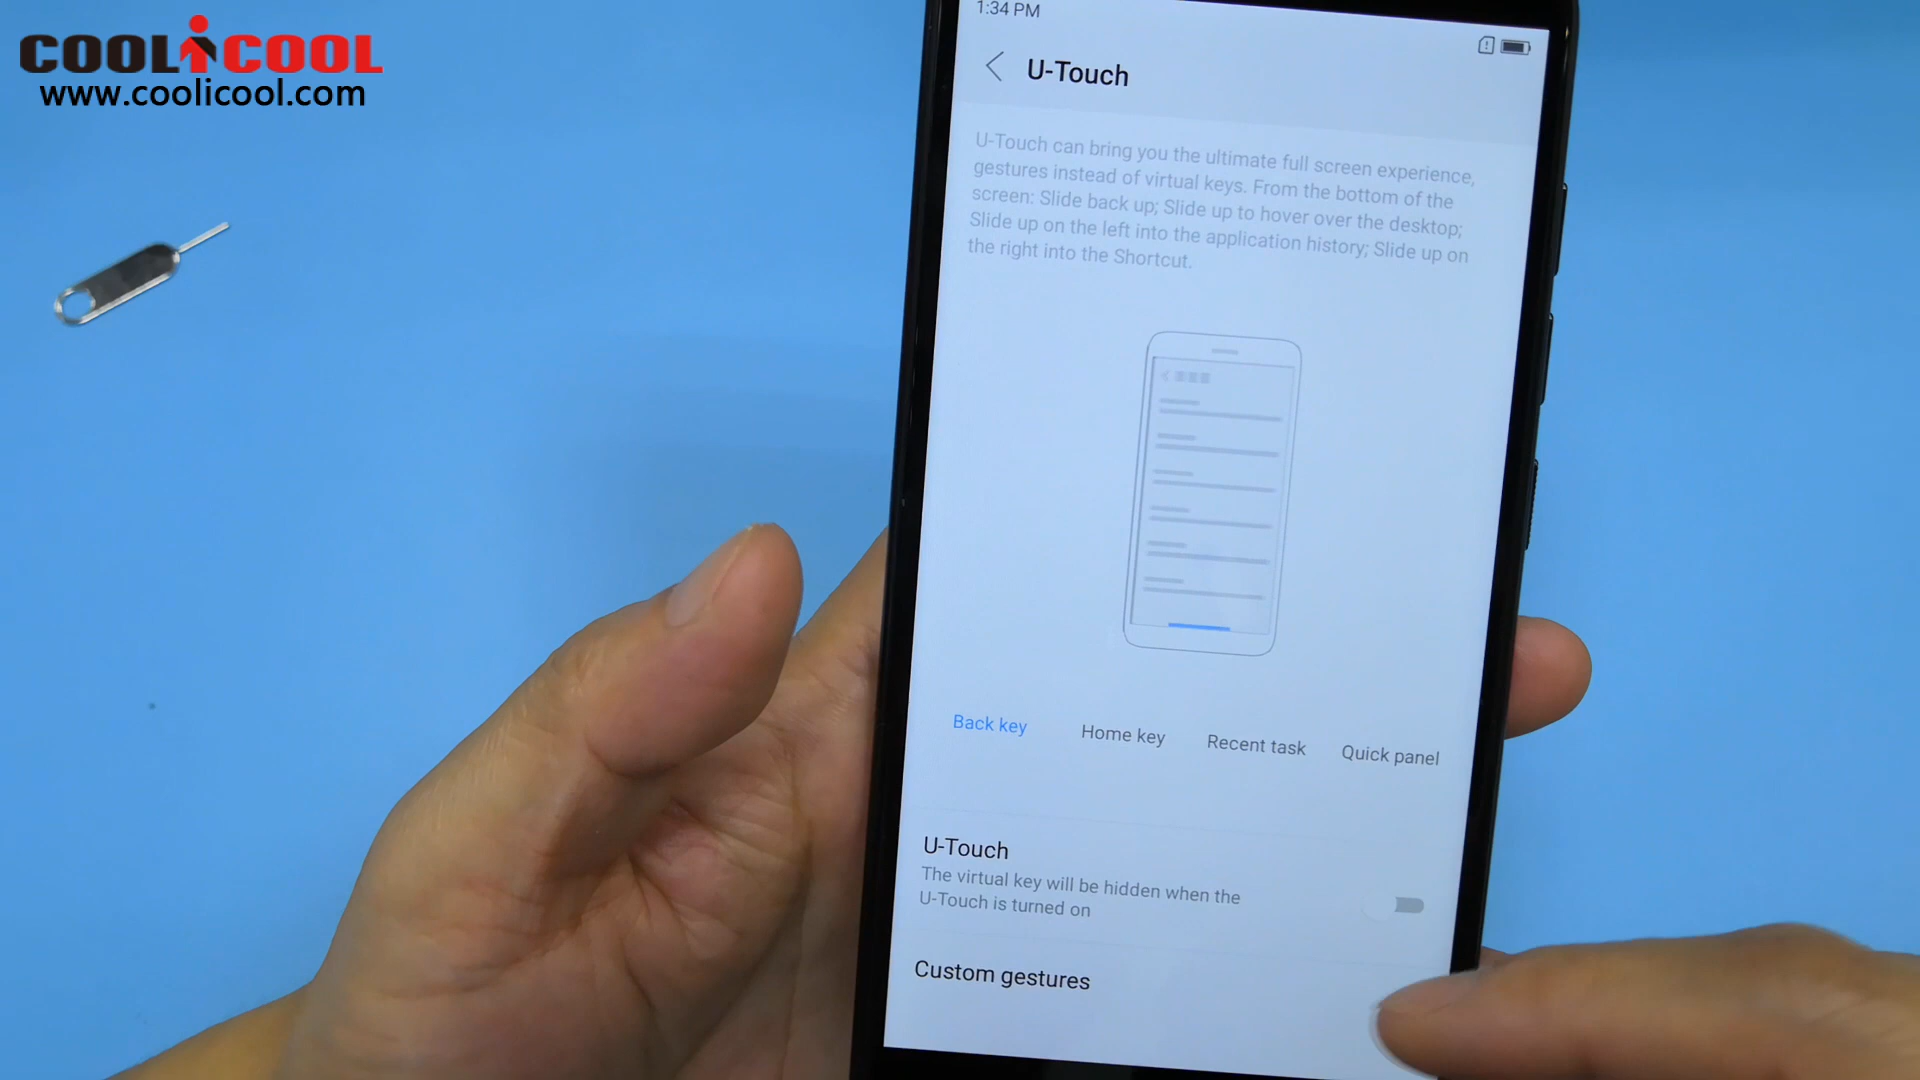 COOLiCOOL
www.coolicool.com
1:34 PM
U-Touch
U-Touch can bring you the ultimate full screen experience,
gestures instead of virtual keys. From the bottom of the
screen: Slide back up; Slide up to hover over the desktop;
Slide up on the left into the application history; Slide up on
the right into the Shortcut.
Back key
Home key
Recent task
Quick panel
U-Touch
The virtual key will be hidden when the
U-Touch is turned on
Custom gestures